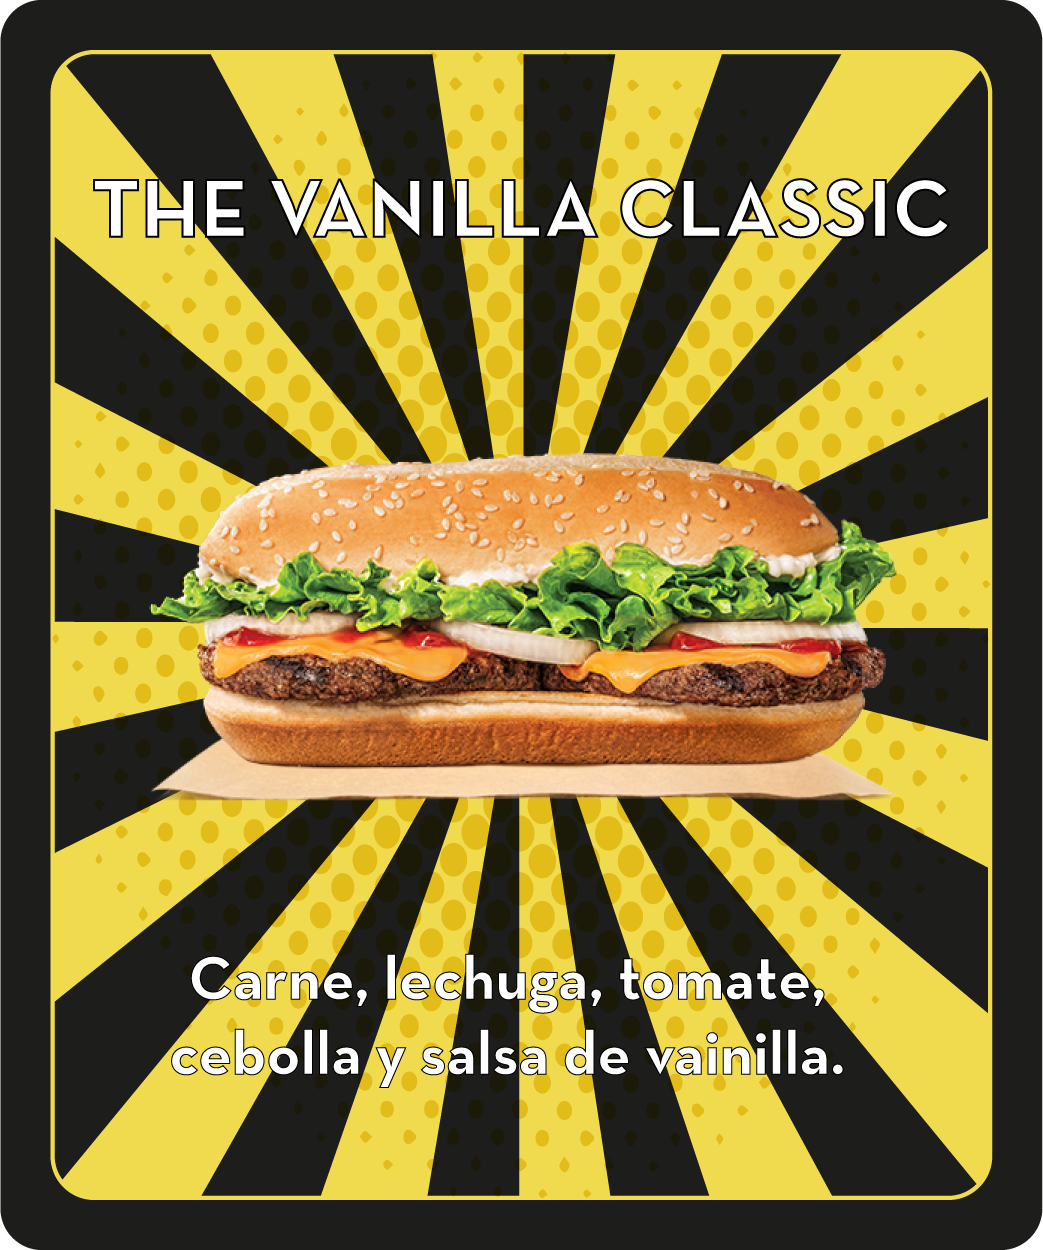 THE VANILLA CLASSIC
Carne, lechuga, tomate,
cebolla y salsa de vainilla.